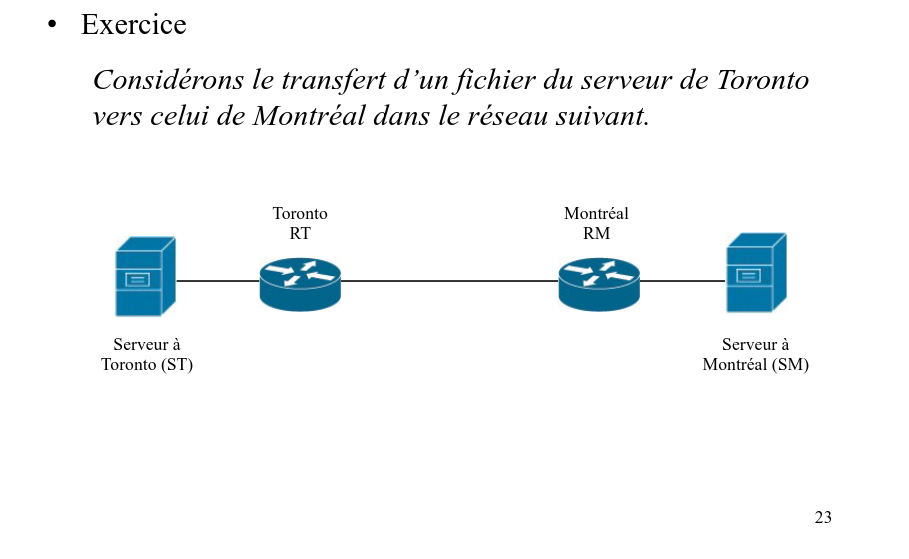 • Exercice
Considérons le transfert d’un fichier du serveur de Toronto
vers celui de Montréal dans le réseau suivant.
Toronto
RT
Montréal
RM
Serveur à
Toronto (ST)
Serveur à
Montréal (SM)
23